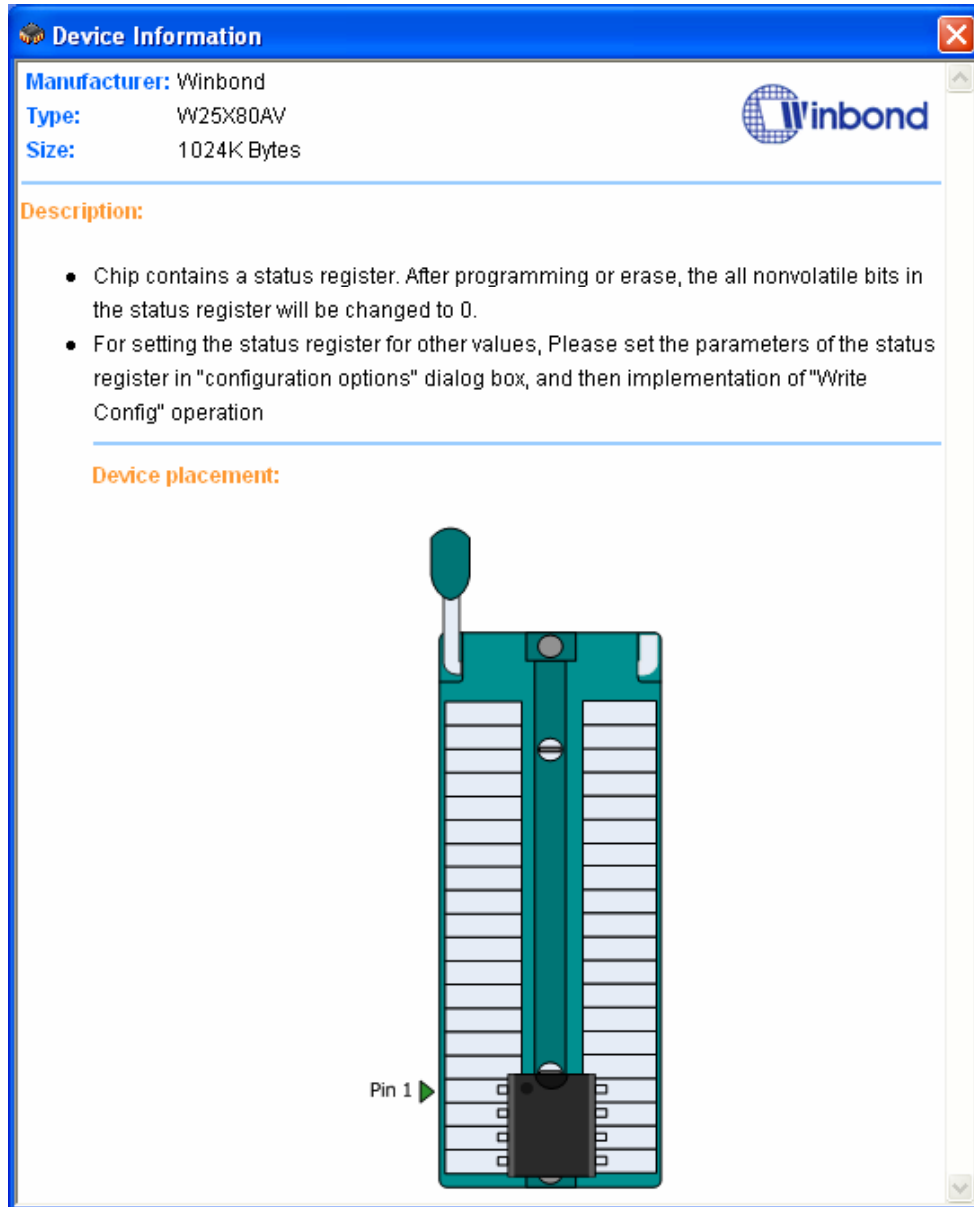 Device Information
Manufacturer: Winbond
Type: W25X80AV
Size: 1024K Bytes
Winbond
Description:
• Chip contains a status register. After programming or erase, the all nonvolatile bits in
the status register will be changed to 0.
• For setting the status register for other values, Please set the parameters of the status
register in "configuration options" dialog box, and then implementation of "Write
Config" operation
Device placement:
Pin 1